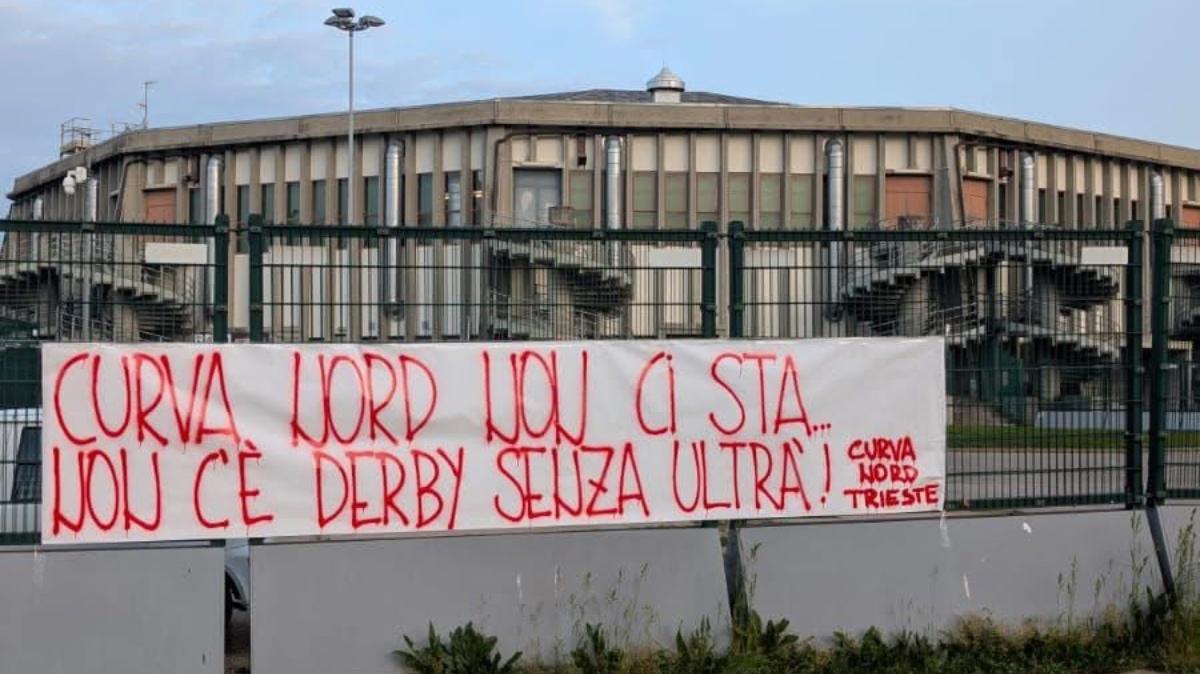 CURVA NORD NON CI STA...
NON C'È DERBY SENZA ULTRÀ!
CURVA
NORD
TRIESTE